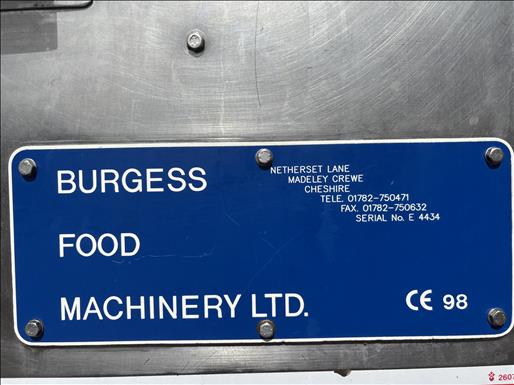 BURGESS
FOOD
MACHINERY LTD.
NETHERSET LANE
MADELEY CREWE
CHESHIRE
TELE. 01782-750471
FAX. 01782-750632
SERIAL No. E 4434
CE 98
2607